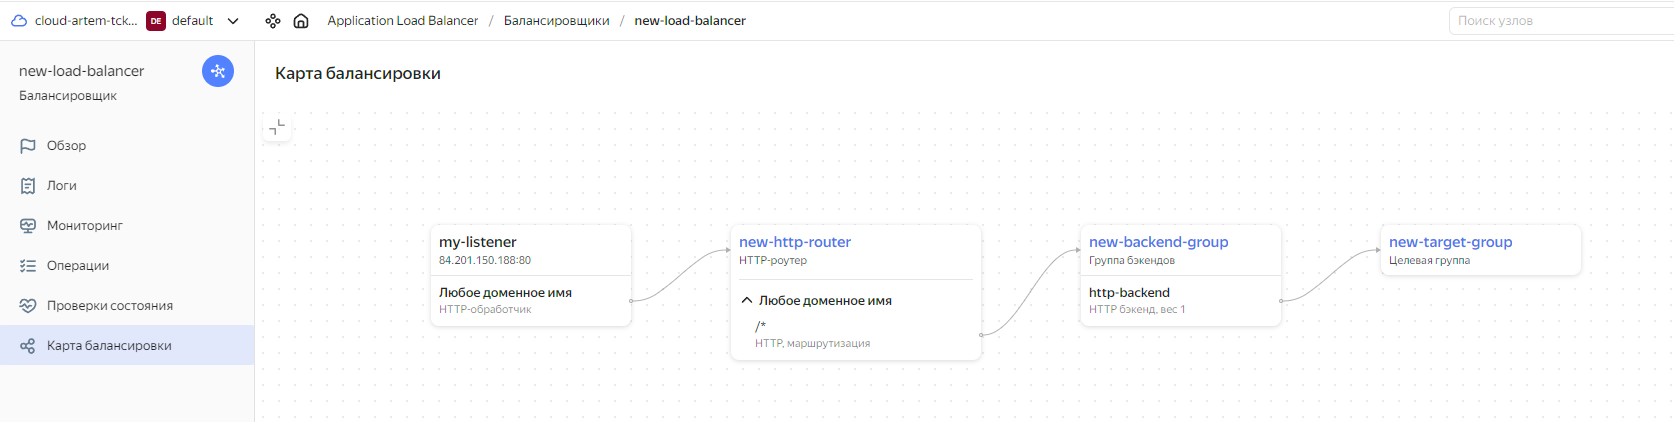 cloud-artem-tck... DE default Application Load Balancer / Балансировщики / new-load-balancer Поиск узлов
new-load-balancer
Балансировщик
Обзор
Логи
Мониторинг
Операции
Проверки состояния
Карта балансировки
Карта балансировки
my-listener
84.201.150.188:80
Любое доменное имя
HTTP-обработчик
new-http-router
HTTP-роутер
Любое доменное имя
/*
HTTP, маршрутизация
new-backend-group
Группа бэкендов
http-backend
HTTP бэкенд, вес 1
new-target-group
Целевая группа